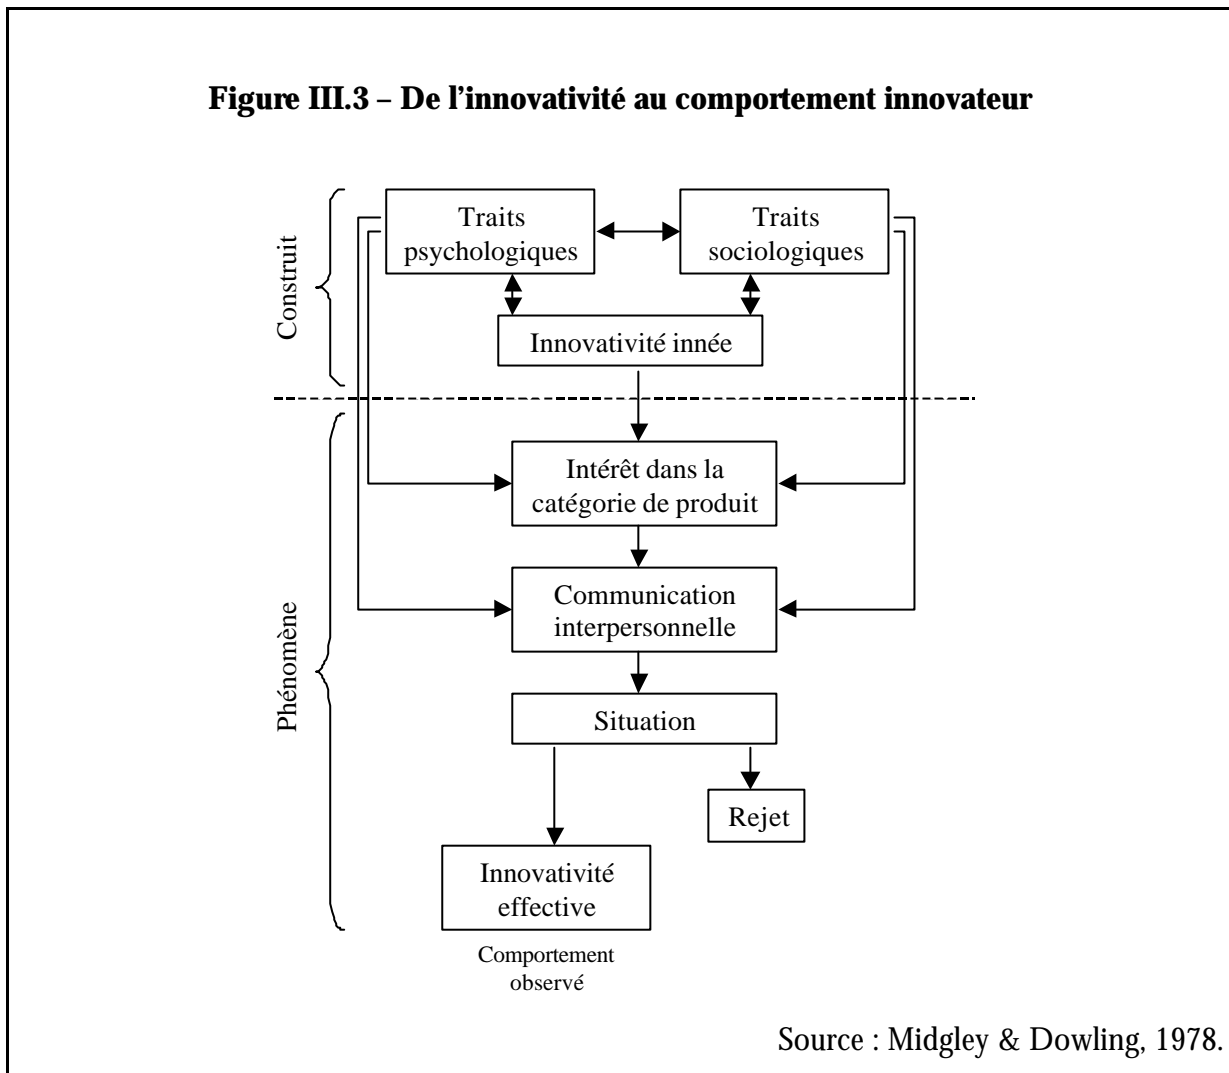 Figure III.3 – De l'innovativité au comportement innovateur
Construit
Traits
psychologiques
Traits
sociologiques
Innovativité innée
Phénomène
Intérêt dans la
catégorie de produit
Communication
interpersonnelle
Situation
Rejet
Innovativité
effective
Comportement
observé
Source : Midgley & Dowling, 1978.